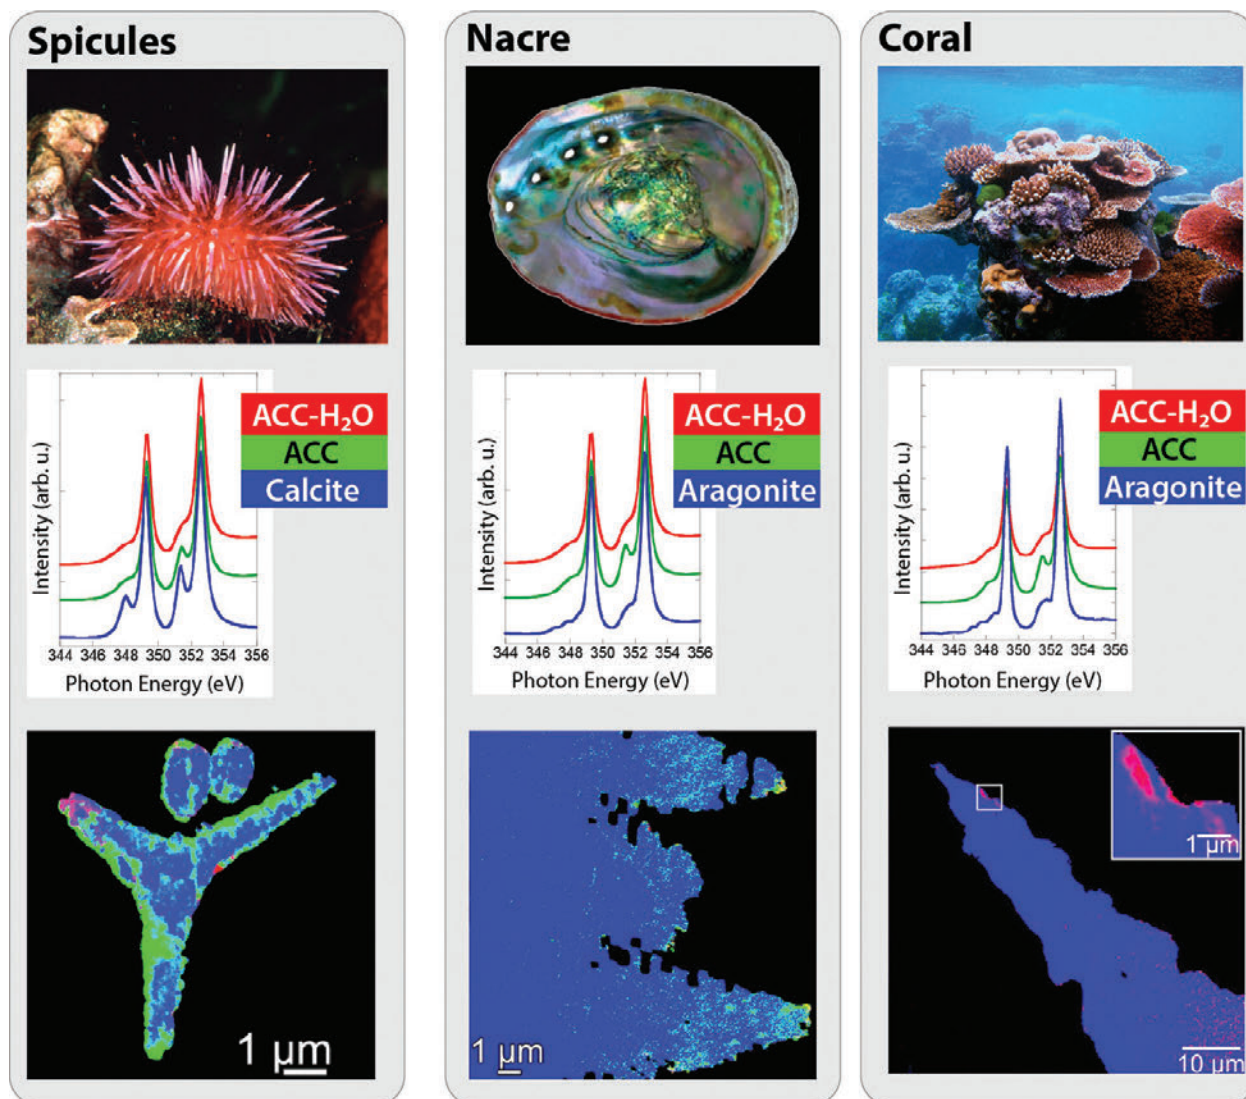 Spicules
ACC-H₂O
ACC
Calcite
Intensity (arb. u.)
344 346 348 350 352 354 356
Photon Energy (eV)
1 μm
Nacre
ACC-H₂O
ACC
Aragonite
Intensity (arb. u.)
344 346 348 350 352 354 356
Photon Energy (eV)
1 μm
Coral
ACC-H₂O
ACC
Aragonite
Intensity (arb. u.)
344 346 348 350 352 354 356
Photon Energy (eV)
1 μm
10 μm